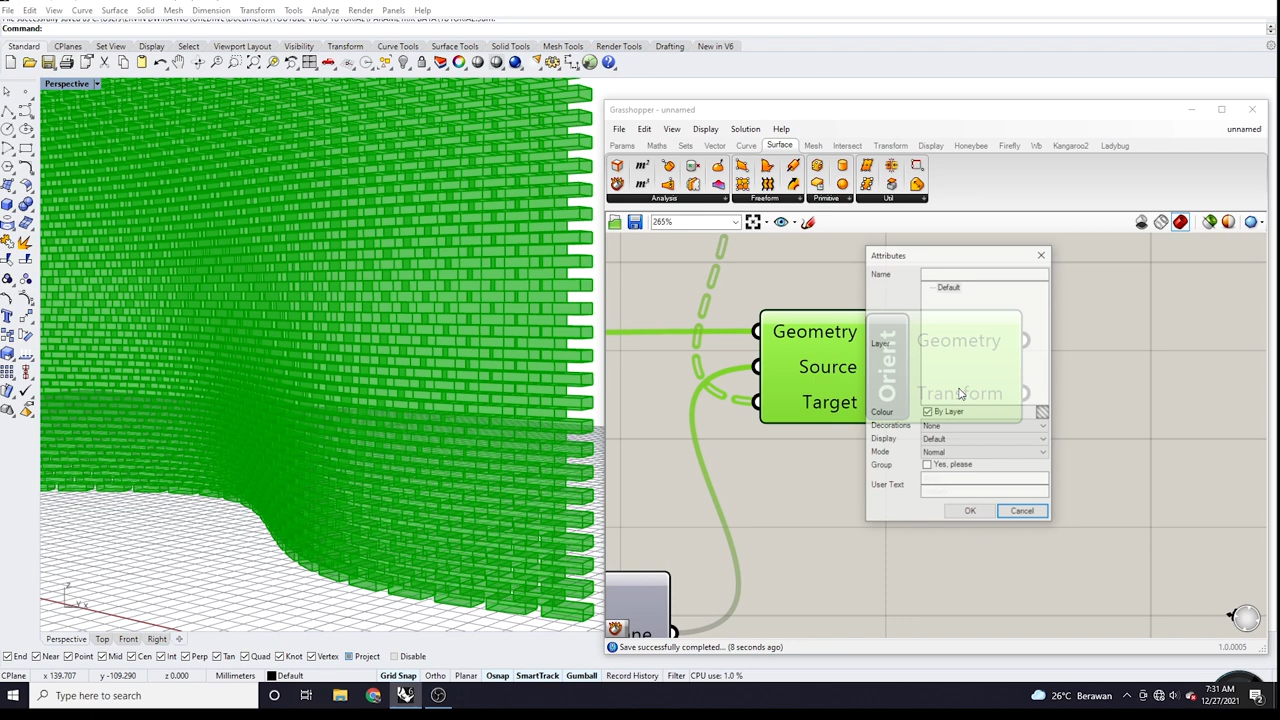 File Edit View Curve Surface Solid Mesh Dimension Transform Tools Analyze Render Panels Help
Command:
Standard CPlanes Set View Display Select Viewport Layout Visibility Transform Curve Tools Surface Tools Solid Tools Mesh Tools Render Tools Drafting New in V6
Perspective
Grasshopper - unnamed
File Edit View Display Solution Help unnamed
Params Maths Sets Vector Curve Surface Mesh Intersect Transform Display Honeybee Firefly Wb Kangaroo2 Ladybug
m²
m³
Analysis Freeform Primitive Util
265%
Attributes
Name
Default
Layer
Colour By Layer
Decorations None
Display Default
Mode Normal
Group Yes, please
User Text
OK Cancel
Geometry
Source
Target
Orient
Geometry
Transform
ne
z
y x
Save successfully completed... (8 seconds ago) 1.0.0005
Perspective Top Front Right
End Near Point Mid Cen Int Perp Tan Quad Knot Vertex Project Disable
CPlane x 139.707 y -109.290 z 0.000 Millimeters Default Grid Snap Ortho Planar Osnap SmartTrack Gumball Record History Filter CPU use: 1.0 %
Type here to search
26°C Berawan
7:31 AM
12/27/2021
2